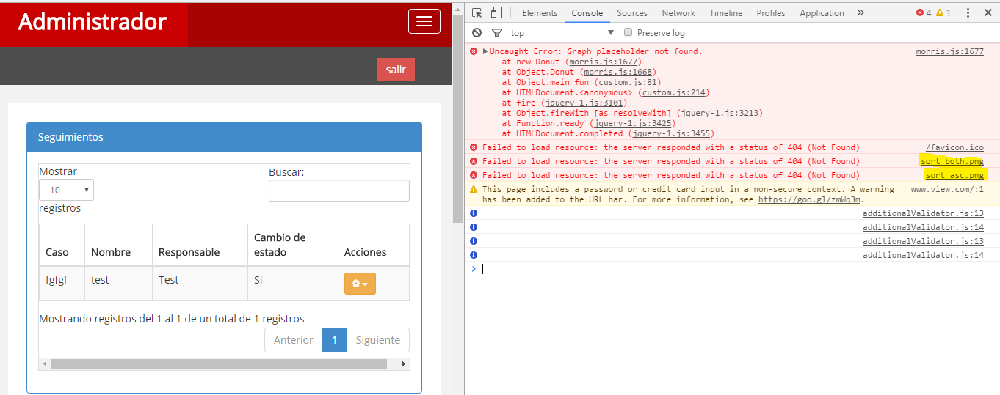 Administrador
salir
Seguimientos
Mostrar
10
registros
Buscar:
Caso Nombre Responsable Cambio de estado Acciones
fgfgf test Test Si
Mostrando registros del 1 al 1 de un total de 1 registros
Anterior 1 Siguiente
Elements Console Sources Network Timeline Profiles Application » 4 1
top Preserve log
Uncaught Error: Graph placeholder not found. morris.js:1677
at new Donut (morris.js:1677)
at Object.Donut (morris.js:1668)
at Object.main_fun (custom.js:81)
at HTMLDocument.<anonymous> (custom.js:214)
at fire (jquery-1.js:3101)
at Object.fireWith [as resolveWith] (jquery-1.js:3213)
at Function.ready (jquery-1.js:3425)
at HTMLDocument.completed (jquery-1.js:3455)
Failed to load resource: the server responded with a status of 404 (Not Found) /favicon.ico
Failed to load resource: the server responded with a status of 404 (Not Found) sort_both.png
Failed to load resource: the server responded with a status of 404 (Not Found) sort_asc.png
This page includes a password or credit card input in a non-secure context. A warning www.view.com/:1
has been added to the URL bar. For more information, see https://goo.gl/zmWq3m.
additionalValidator.js:13
additionalValidator.js:14
additionalValidator.js:13
additionalValidator.js:14